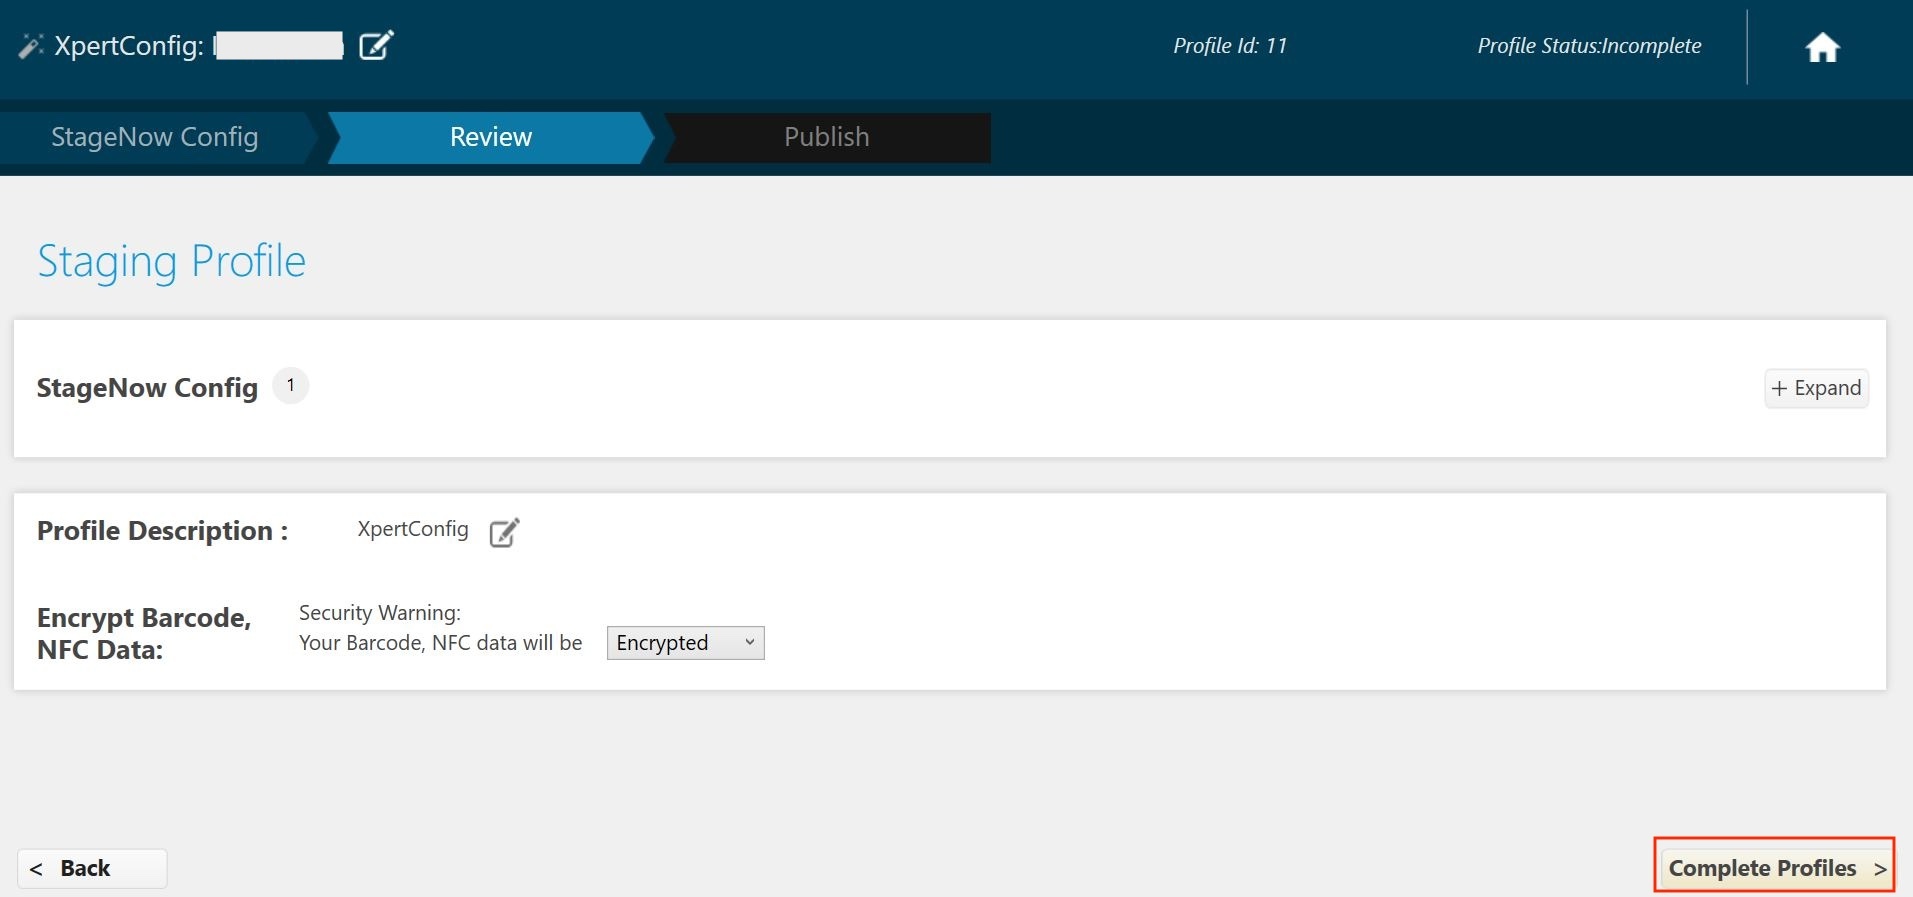 XpertConfig:
Profile Id: 11
Profile Status:Incomplete
StageNow Config
Review
Publish
Staging Profile
StageNow Config 1
+ Expand
Profile Description : XpertConfig
Encrypt Barcode,
NFC Data:
Security Warning:
Your Barcode, NFC data will be Encrypted
< Back
Complete Profiles >